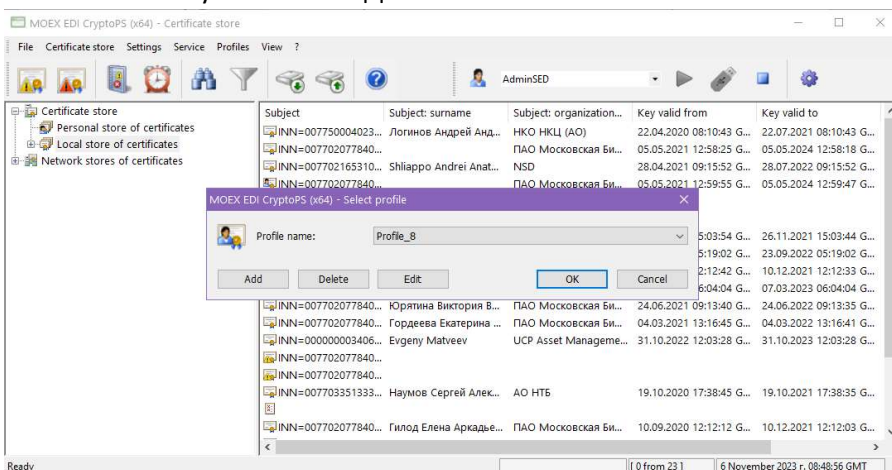 MOEX EDI CryptoPS (x64) - Certificate store
File Certificate store Settings Service Profiles View ?
AdminSED
Certificate store
Personal store of certificates
Local store of certificates
Network stores of certificates
Subject Subject: surname Subject: organization... Key valid from Key valid to
INN=007750004023... Логинов Андрей Анд... НКО НКЦ (АО) 22.04.2020 08:10:43 G... 22.07.2021 08:10:43 G...
INN=007702077840... ПАО Московская Би... 05.05.2021 12:58:25 G... 05.05.2024 12:58:18 G...
INN=007702165310... Shliappo Andrei Anat... NSD 28.04.2021 09:15:52 G... 28.07.2022 09:15:52 G...
INN=007702077840... ПАО Московская Би... 05.05.2021 12:59:55 G... 05.05.2024 12:59:47 G...
MOEX EDI CryptoPS (x64) - Select profile
Profile name: Profile_8
Add Delete Edit OK Cancel
5:03:54 G... 26.11.2021 15:03:44 G...
5:19:02 G... 23.09.2022 05:19:02 G...
2:12:42 G... 10.12.2021 12:12:33 G...
6:04:04 G... 07.03.2023 06:04:04 G...
INN=007702077840... Юрятина Виктория В... ПАО Московская Би... 24.06.2021 09:13:40 G... 24.06.2022 09:13:35 G...
INN=007702077840... Гордеева Екатерина ... ПАО Московская Би... 04.03.2021 13:16:45 G... 04.03.2022 13:16:41 G...
INN=000000003406... Evgeny Matveev UCP Asset Manageme... 31.10.2022 12:03:28 G... 31.10.2023 12:03:28 G...
INN=007702077840...
INN=007702077840...
INN=007703351333... Наумов Сергей Алек... АО НТБ 19.10.2020 17:38:45 G... 19.10.2021 17:38:35 G...
INN=007702077840... Гилод Елена Аркадье... ПАО Московская Би... 10.09.2020 12:12:12 G... 10.12.2021 12:12:03 G...
Ready [ 0 from 23 ] 6 November 2023 г. 08:48:56 GMT